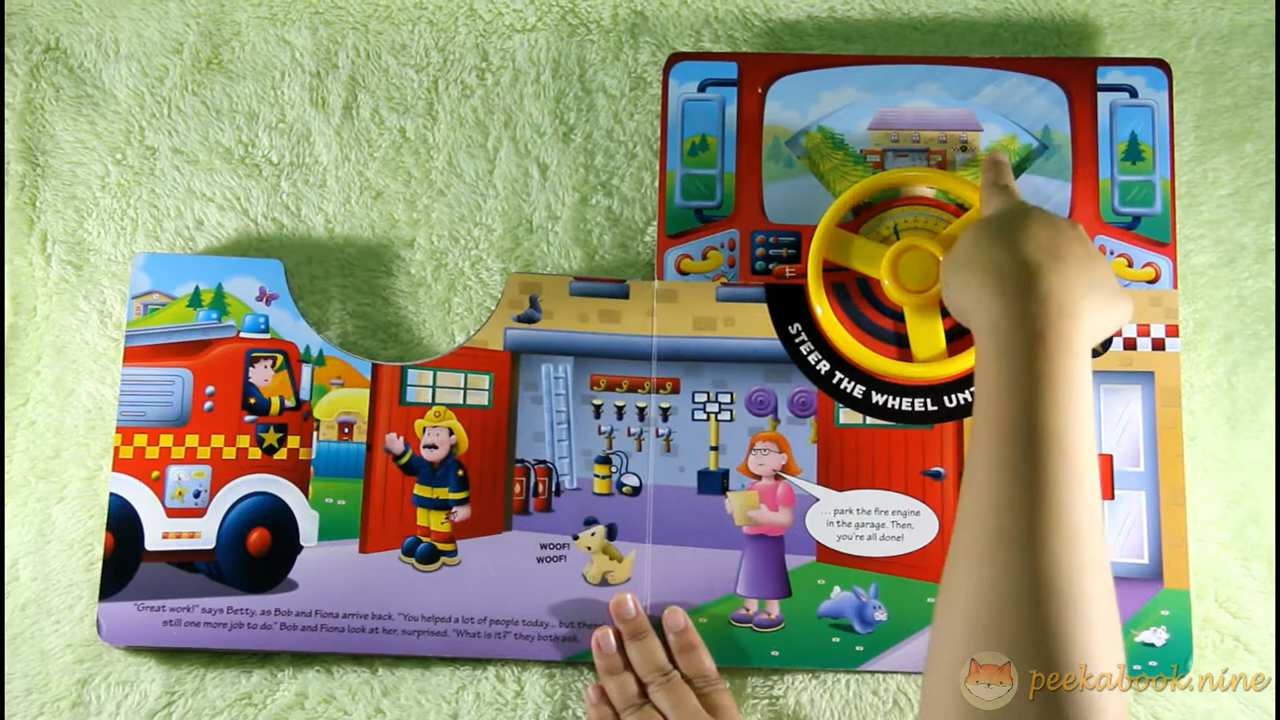 STEER THE WHEEL UN
... park the fire engine
in the garage. Then,
you're all done!
WOOF!
WOOF!
"Great work!" says Betty, as Bob and Fiona arrive back. "You helped a lot of people today... but there
still one more job to do." Bob and Fiona look at her, surprised. "What is it?" they both ask.
peekabook.nine